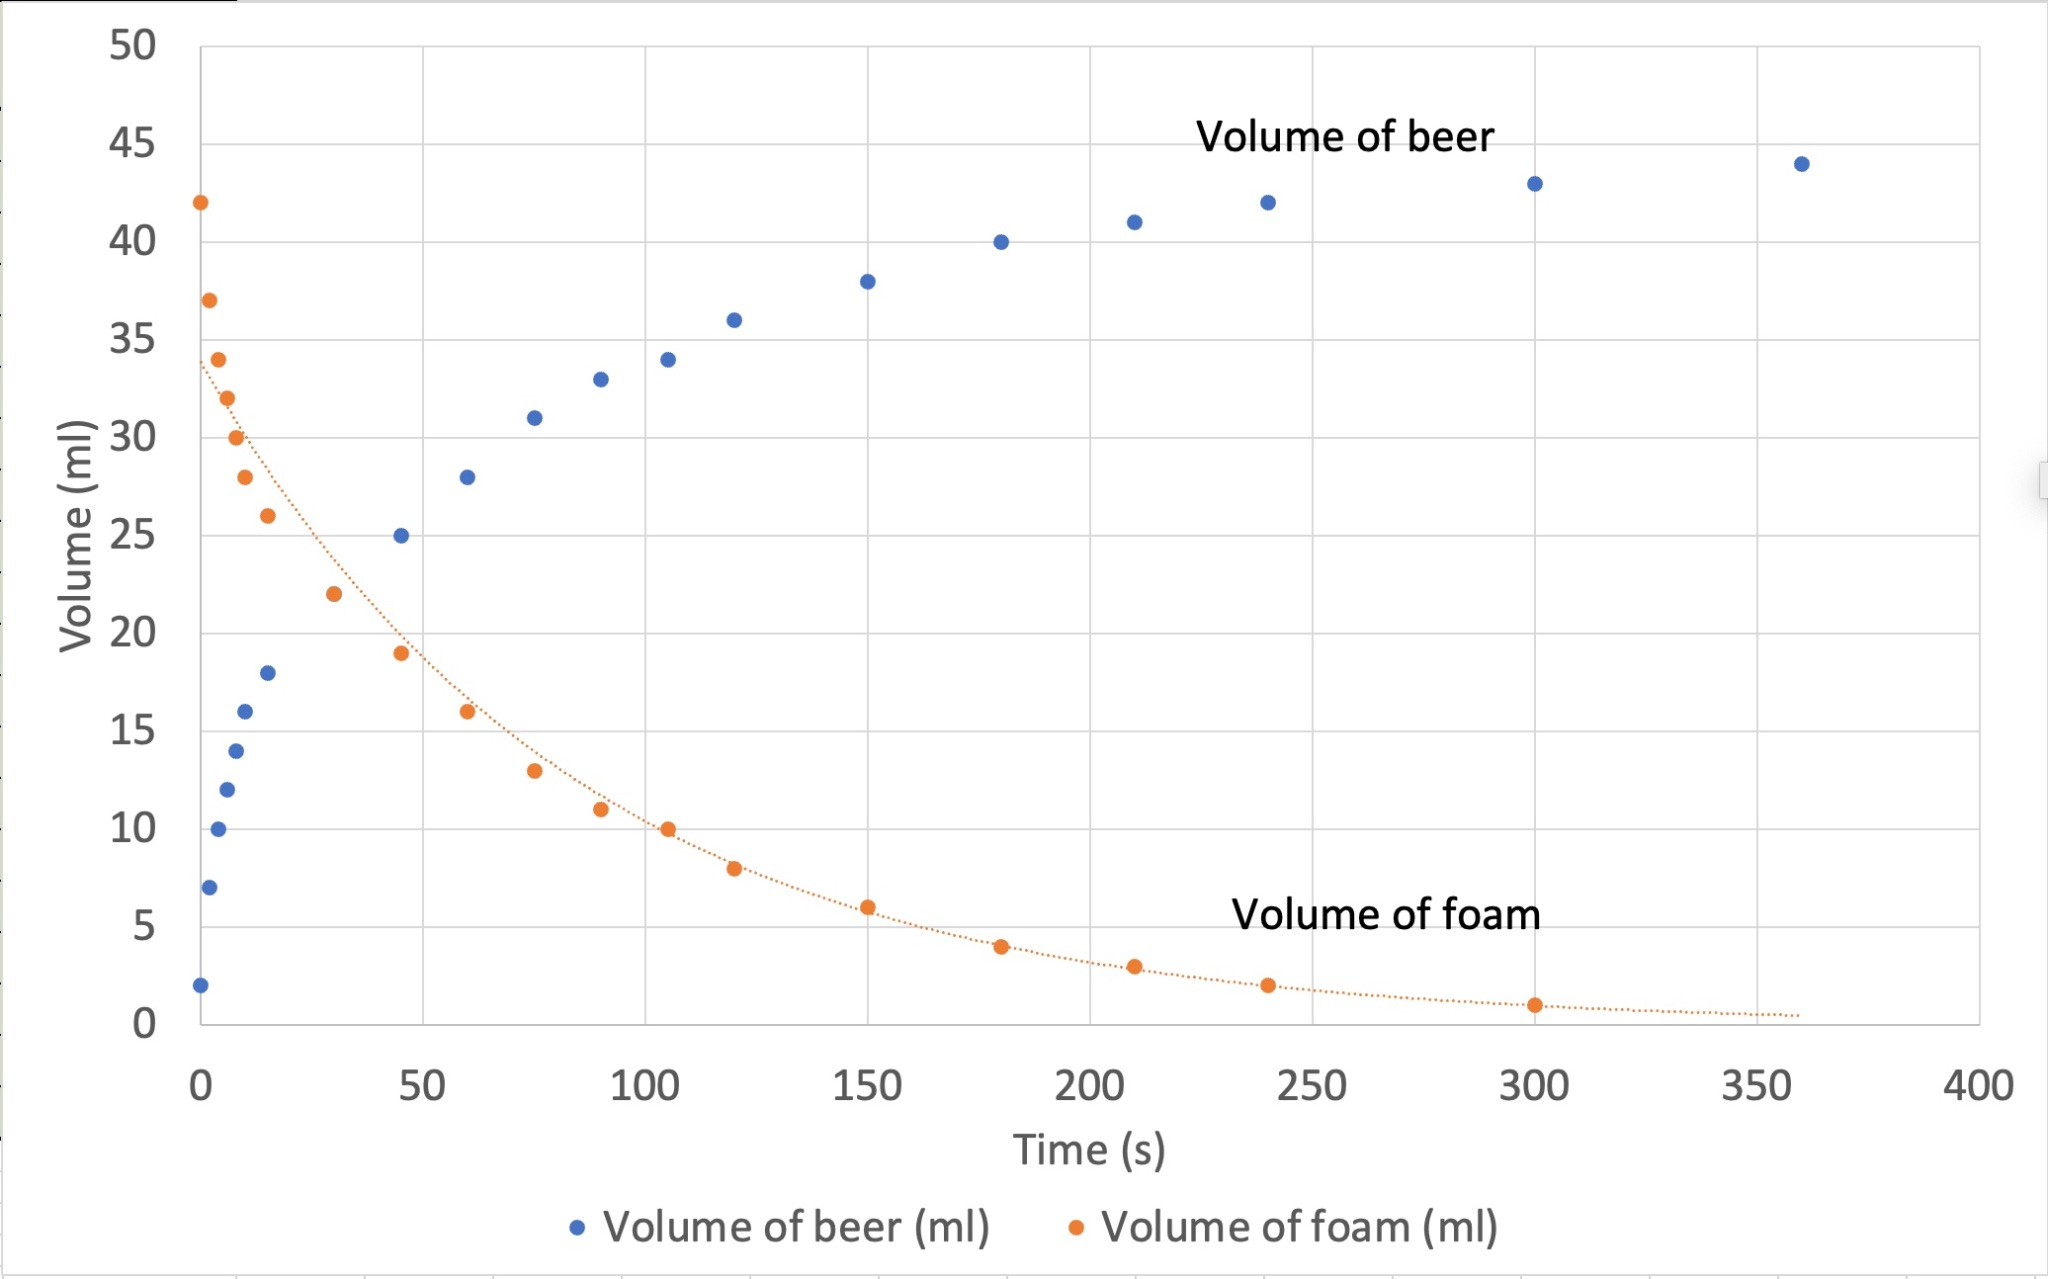 50
45
40
35
30
25
20
15
10
5
0
Volume (ml)
Volume of beer
Volume of foam
0 50 100 150 200 250 300 350 400
Time (s)
Volume of beer (ml) Volume of foam (ml)